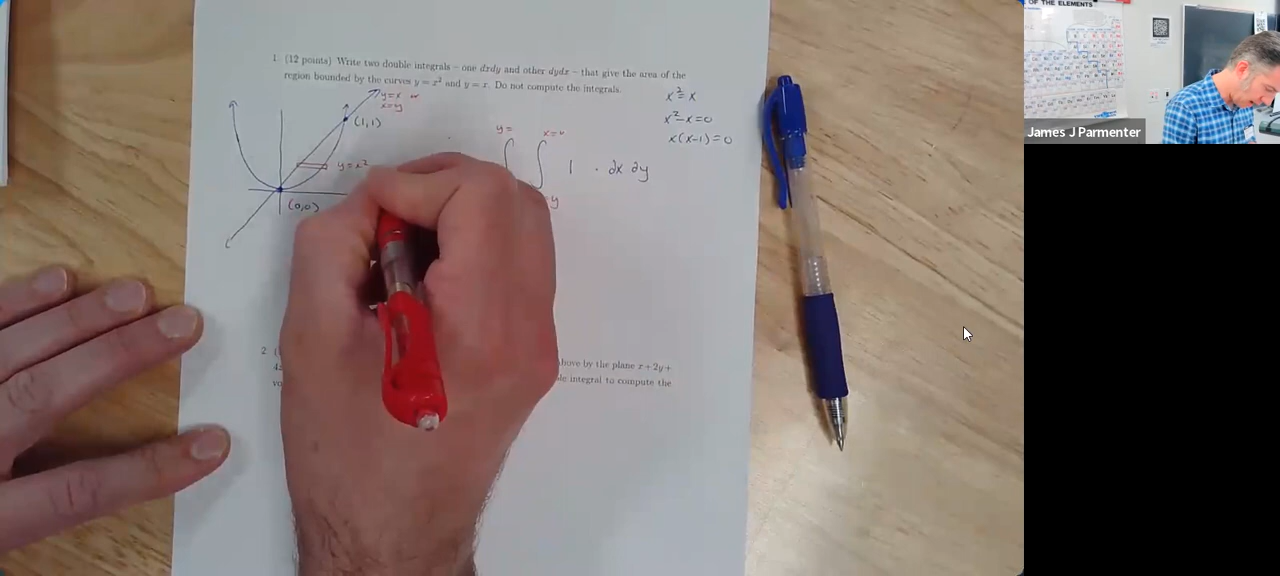 OF THE ELEMENTS
1. (12 points) Write two double integrals – one dxdy and other dydx – that give the area of the
region bounded by the curves y = x² and y = x. Do not compute the integrals.
y=x or
x=y
(1,1)
y=x²
(0,0)
x²=x
x²-x=0
x(x-1)=0
y=
∫ ∫ 1 · dx dy
y
2.
above by the plane x + 2y +
integral to compute the
James J Parmenter